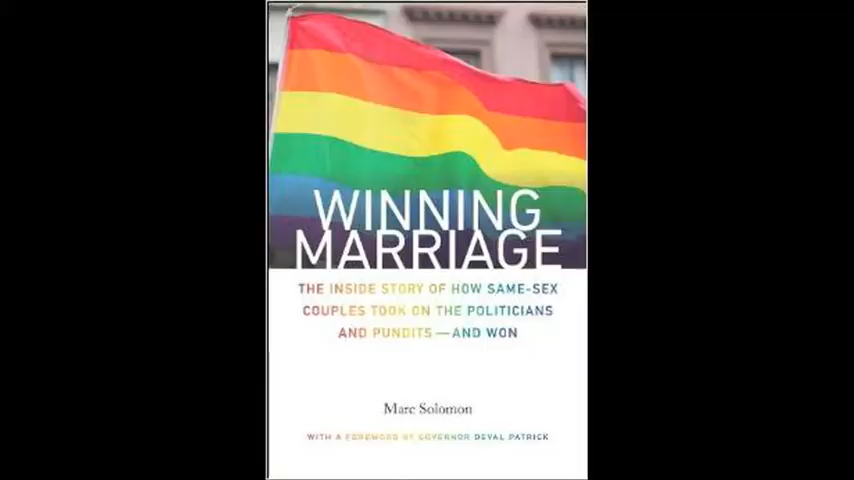 WINNING
MARRIAGE
THE INSIDE STORY OF HOW SAME-SEX
COUPLES TOOK ON THE POLITICIANS
AND PUNDITS—AND WON
Marc Solomon
WITH A FOREWORD BY GOVERNOR DEVAL PATRICK